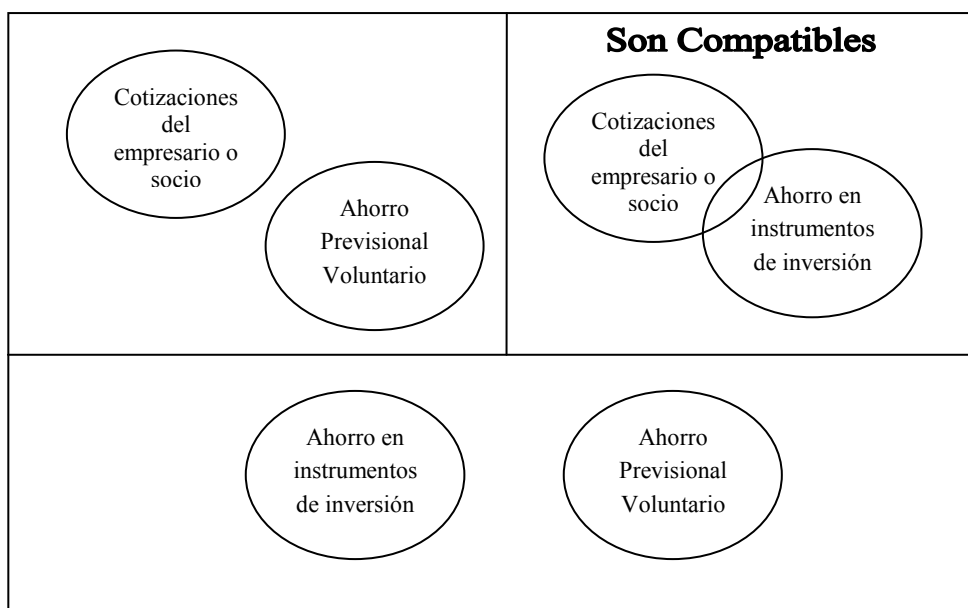 Cotizaciones
del
empresario o
socio
Ahorro
Previsional
Voluntario
Son Compatibles
Cotizaciones
del
empresario o
socio
Ahorro en
instrumentos
de inversión
Ahorro en
instrumentos
de inversión
Ahorro
Previsional
Voluntario